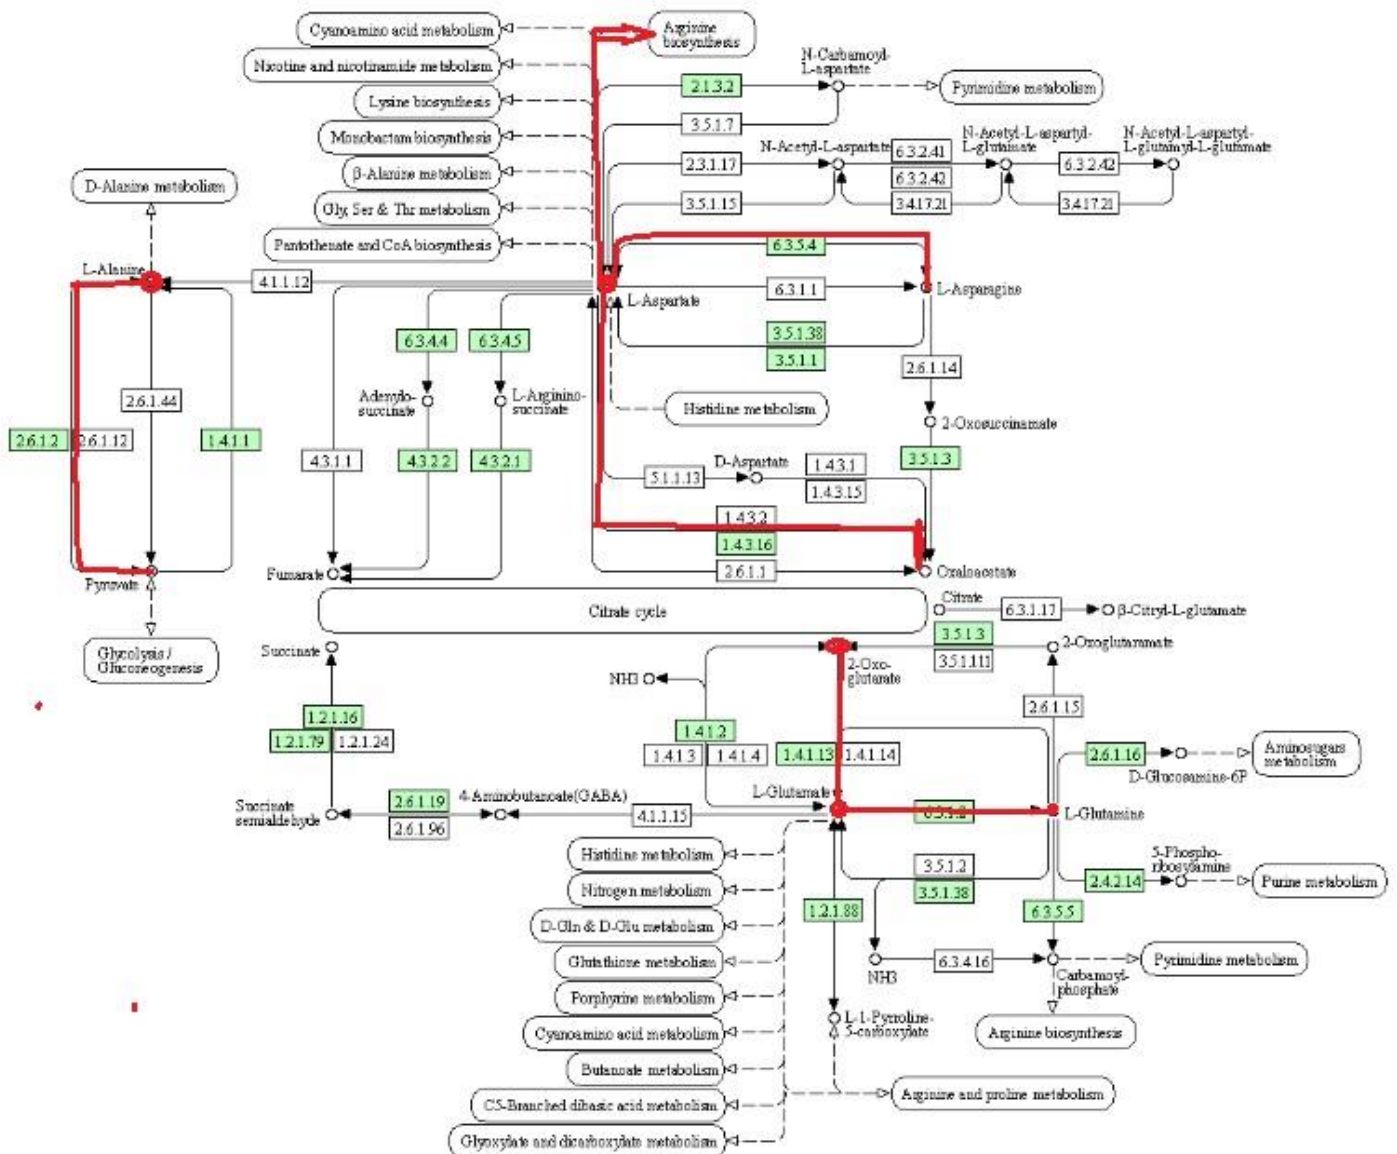 Cyanoamino acid metabolism
Arginine
biosynthesis
Nicotine and nicotinamide metabolism
N-Carbamoyl-
L-aspartate
Lysine biosynthesis
2.1.3.2
Pyrimidine metabolism
Monobactam biosynthesis
3.5.1.7
β-Alanine metabolism
N-Acetyl-L-aspartate
2.3.1.17
6.3.2.41
6.3.2.42
N-Acetyl-L-aspartyl-
L-glutamate
6.3.2.42
N-Acetyl-L-aspartyl-
L-glutamyl-L-glutamate
D-Alanine metabolism
Gly, Ser & Thr metabolism
3.5.1.15
3.4.17.21
3.4.17.21
Pantothenate and CoA biosynthesis
6.3.5.4
L-Alanine
4.1.1.12
L-Aspartate
6.3.1.1
L-Asparagine
6.3.4.4
6.3.4.5
3.5.1.38
3.5.1.1
2.6.1.14
2.6.1.44
Adenylo-
succinate
L-Arginino-
succinate
Histidine metabolism
2-Oxosuccinamate
2.6.1.2
2.6.1.12
1.4.1.1
4.3.1.1
4.3.2.2
4.3.2.1
D-Aspartate
1.4.3.1
3.5.1.3
5.1.1.13
1.4.3.15
1.4.3.2
1.4.3.16
Pyruvate
Fumarate
2.6.1.1
Oxaloacetate
Citrate cycle
Citrate
6.3.1.17
β-Citryl-L-glutamate
Glycolysis /
Gluconeogenesis
Succinate
3.5.1.3
3.5.1.111
2-Oxoglutaramate
NH3
2-Oxo-
glutarate
1.2.1.16
1.2.1.79
1.2.1.24
1.4.1.2
1.4.1.3
1.4.1.4
1.4.1.13
1.4.1.14
2.6.1.15
2.6.1.16
Aminosugars
metabolism
D-Glucosamine-6P
Succinate
semialdehyde
2.6.1.19
2.6.1.96
4-Aminobutanoate(GABA)
4.1.1.15
L-Glutamate
L-Glutamine
Histidine metabolism
3.5.1.2
3.5.1.38
5-Phospho-
ribosylamine
2.4.2.14
Purine metabolism
Nitrogen metabolism
1.2.1.88
6.3.5.5
D-Gln & D-Glu metabolism
Glutathione metabolism
NH3
6.3.4.16
Carbamoyl-
phosphate
Pyrimidine metabolism
Porphyrine metabolism
Cyanoamino acid metabolism
L-1-Pyrroline-
5-carboxylate
Arginine biosynthesis
Butanoate metabolism
C5-Branched dibasic acid metabolism
Arginine and proline metabolism
Glyoxylate and dicarboxylate metabolism